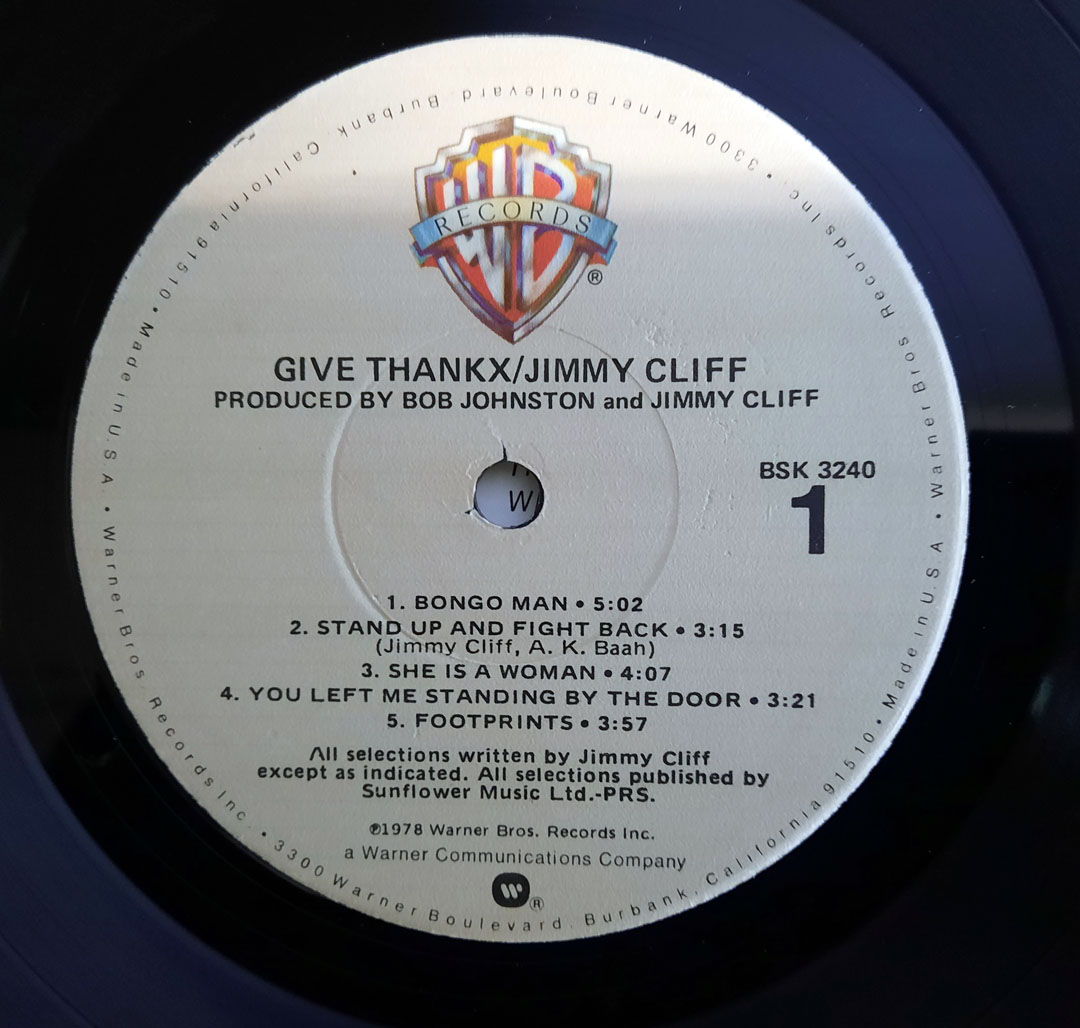 WB
RECORDS
®
GIVE THANKX/JIMMY CLIFF
PRODUCED BY BOB JOHNSTON and JIMMY CLIFF
BSK 3240
1
W
1. BONGO MAN • 5:02
2. STAND UP AND FIGHT BACK • 3:15
(Jimmy Cliff, A. K. Baah)
3. SHE IS A WOMAN • 4:07
4. YOU LEFT ME STANDING BY THE DOOR • 3:21
5. FOOTPRINTS • 3:57
All selections written by Jimmy Cliff
except as indicated. All selections published by
Sunflower Music Ltd.-PRS.
℗1978 Warner Bros. Records Inc.
a Warner Communications Company
W ®
Warner Bros. Records Inc. • 3300 Warner Boulevard, Burbank, California 91510 • Made in U.S.A. • Warner Bros. Records Inc. • 3300 Warner Boulevard, Burbank, California 91510 • Made in U.S.A. •